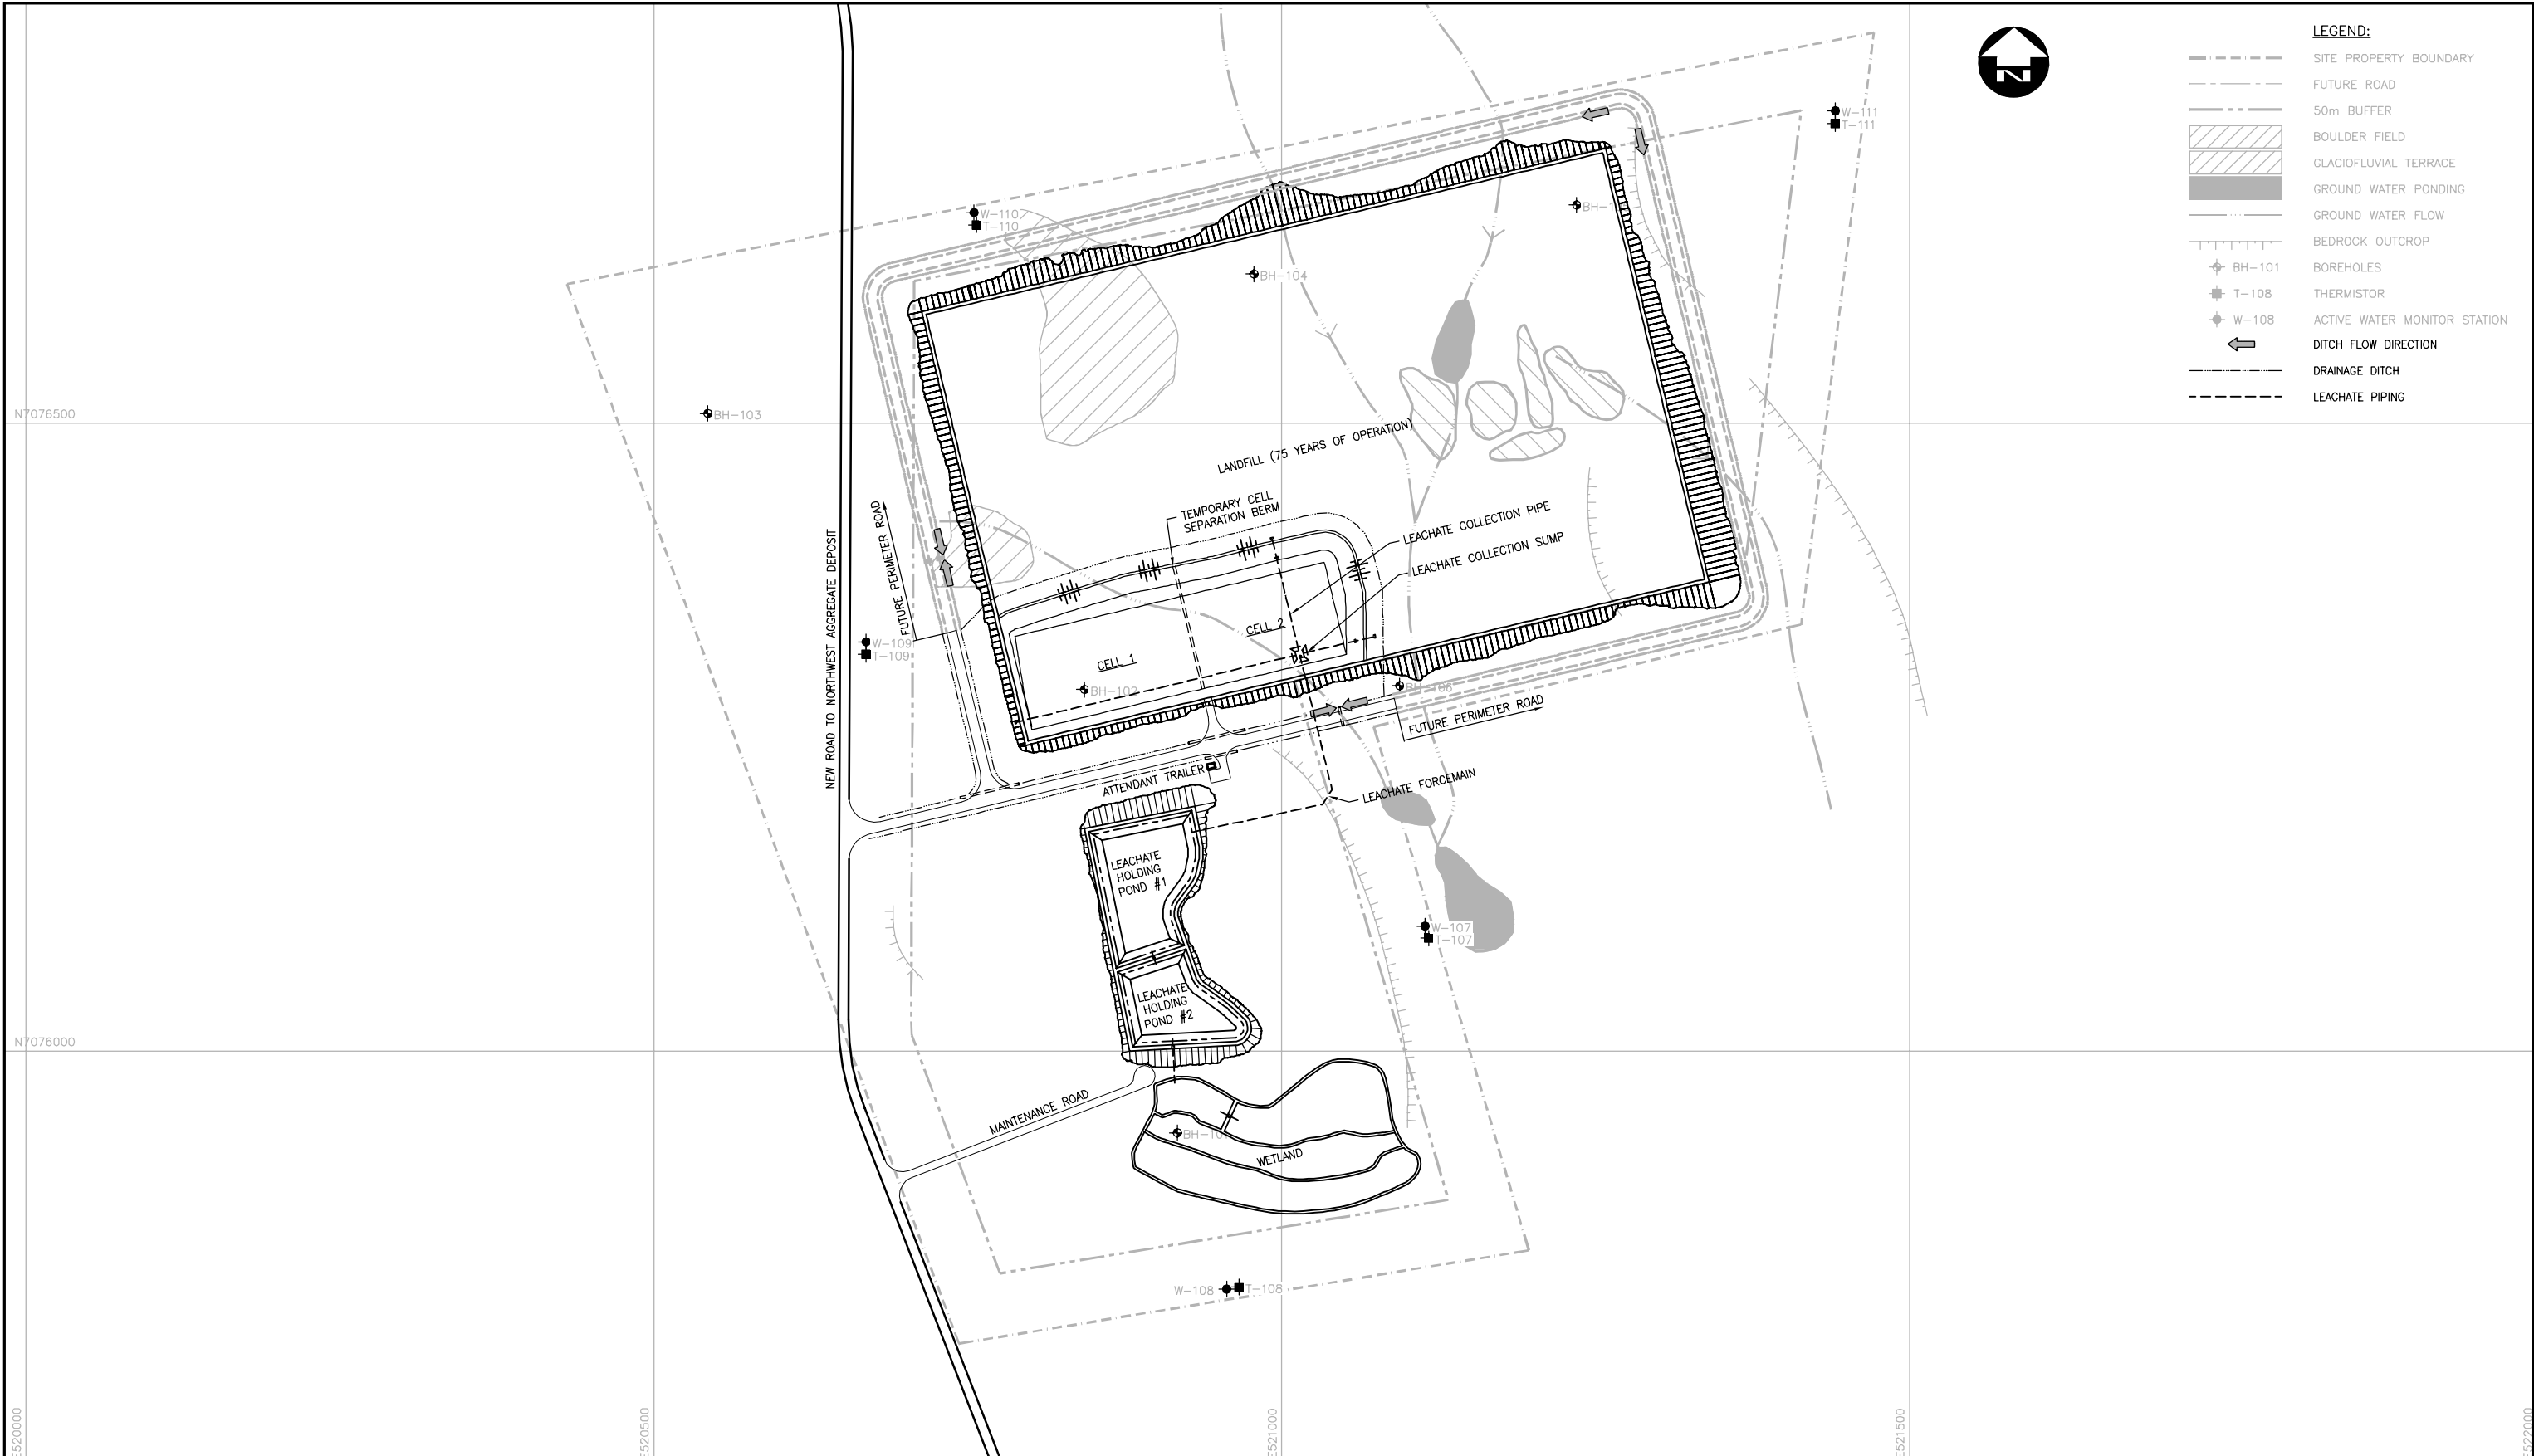 LEGEND:
SITE PROPERTY BOUNDARY
FUTURE ROAD
50m BUFFER
BOULDER FIELD
GLACIOFLUVIAL TERRACE
GROUND WATER PONDING
GROUND WATER FLOW
BEDROCK OUTCROP
BH-101 BOREHOLES
T-108 THERMISTOR
W-108 ACTIVE WATER MONITOR STATION
DITCH FLOW DIRECTION
DRAINAGE DITCH
LEACHATE PIPING
N
W-111
T-111
W-110
T-110
BH-104
BH-103
N7076500
LANDFILL (75 YEARS OF OPERATION)
TEMPORARY CELL
SEPARATION BERM
LEACHATE COLLECTION PIPE
LEACHATE COLLECTION SUMP
FUTURE PERIMETER ROAD
NEW ROAD TO NORTHWEST AGGREGATE DEPOSIT
W-109
T-109
CELL 1
CELL 2
BH-102
BH-106
FUTURE PERIMETER ROAD
ATTENDANT TRAILER
LEACHATE FORCEMAIN
LEACHATE
HOLDING
POND #1
W-107
T-107
LEACHATE
HOLDING
POND #2
N7076000
MAINTENANCE ROAD
WETLAND
W-108
T-108
E520000
E520500
E521000
E521500
E522000